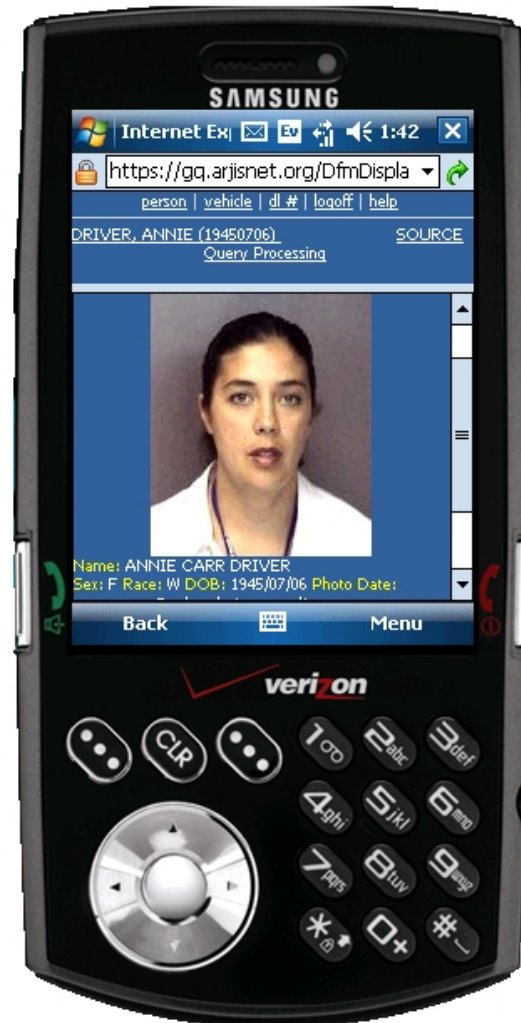 SAMSUNG
Internet Ex Ev 1:42
https://gq.arjisnet.org/DfmDispla
person | vehicle | dl # | logoff | help
DRIVER, ANNIE (19450706) SOURCE
Query Processing
Name: ANNIE CARR DRIVER
Sex: F Race: W DOB: 1945/07/06 Photo Date:
Back Menu
verizon
CLR
1 2abc 3def
4ghi 5jkl 6mno
7pqrs 8tuv 9wxyz
* 0+ #